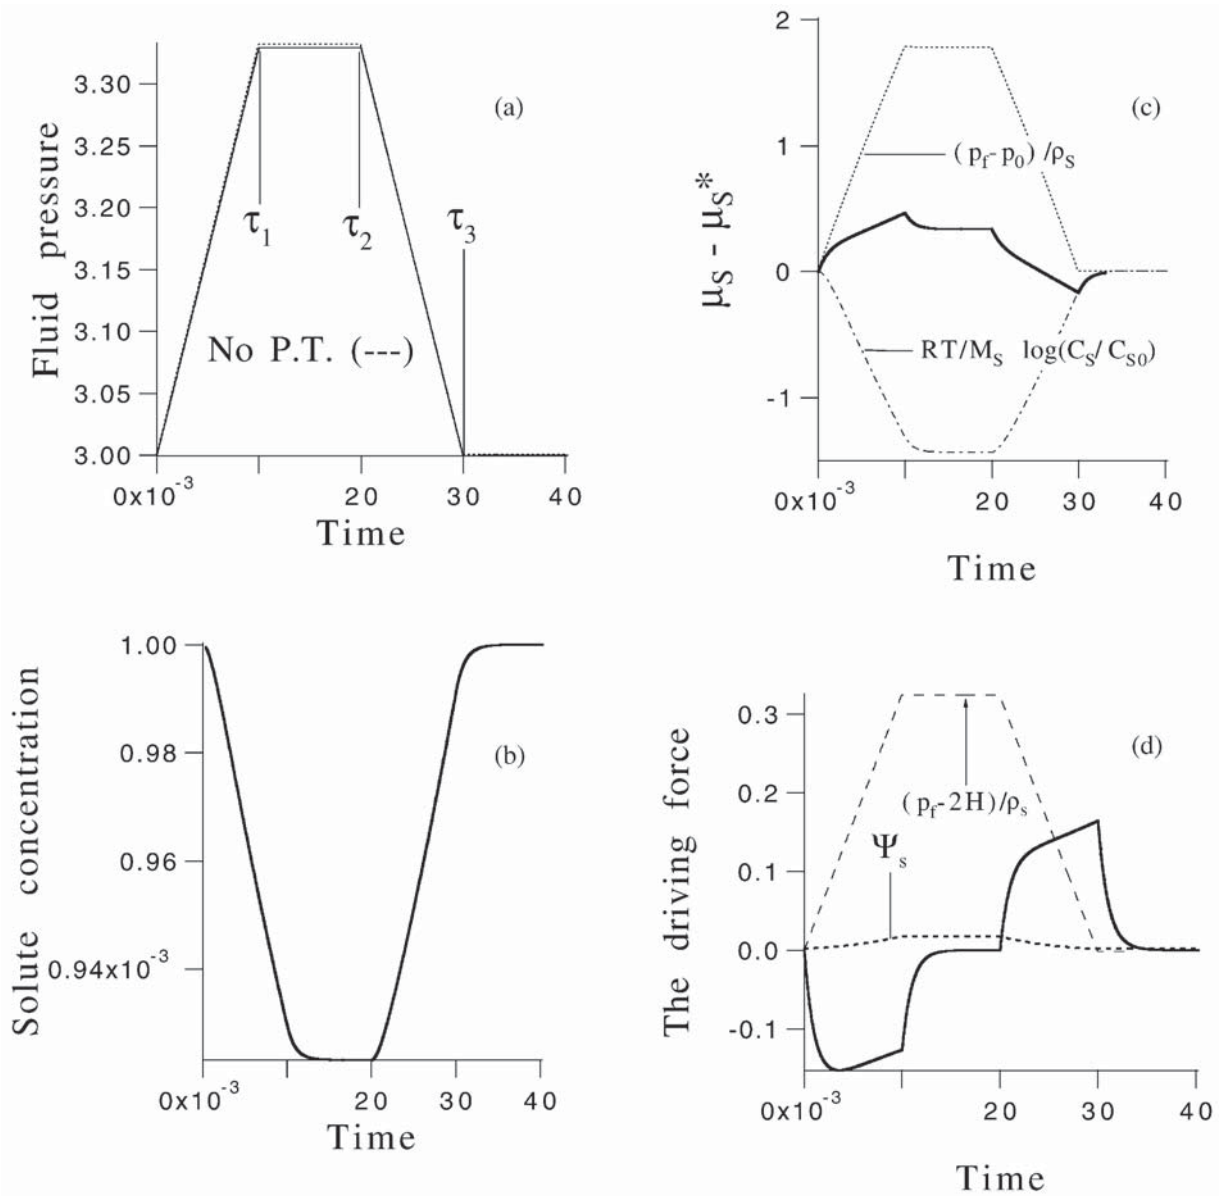 (a)
Fluid pressure
3.30
3.25
3.20
3.15
3.10
3.05
3.00
τ1
τ2
τ3
No P.T. (---)
0x10-3
20
30
40
Time
(c)
μS - μS*
2
1
0
-1
(pf-p0)/ρS
RT/MS log(CS/CS0)
0x10-3
20
30
40
Time
(b)
Solute concentration
1.00
0.98
0.96
0.94x10-3
0x10-3
20
30
40
Time
(d)
The driving force
0.3
0.2
0.1
0.0
-0.1
(pf-2H)/ρs
Ψs
0x10-3
20
30
40
Time